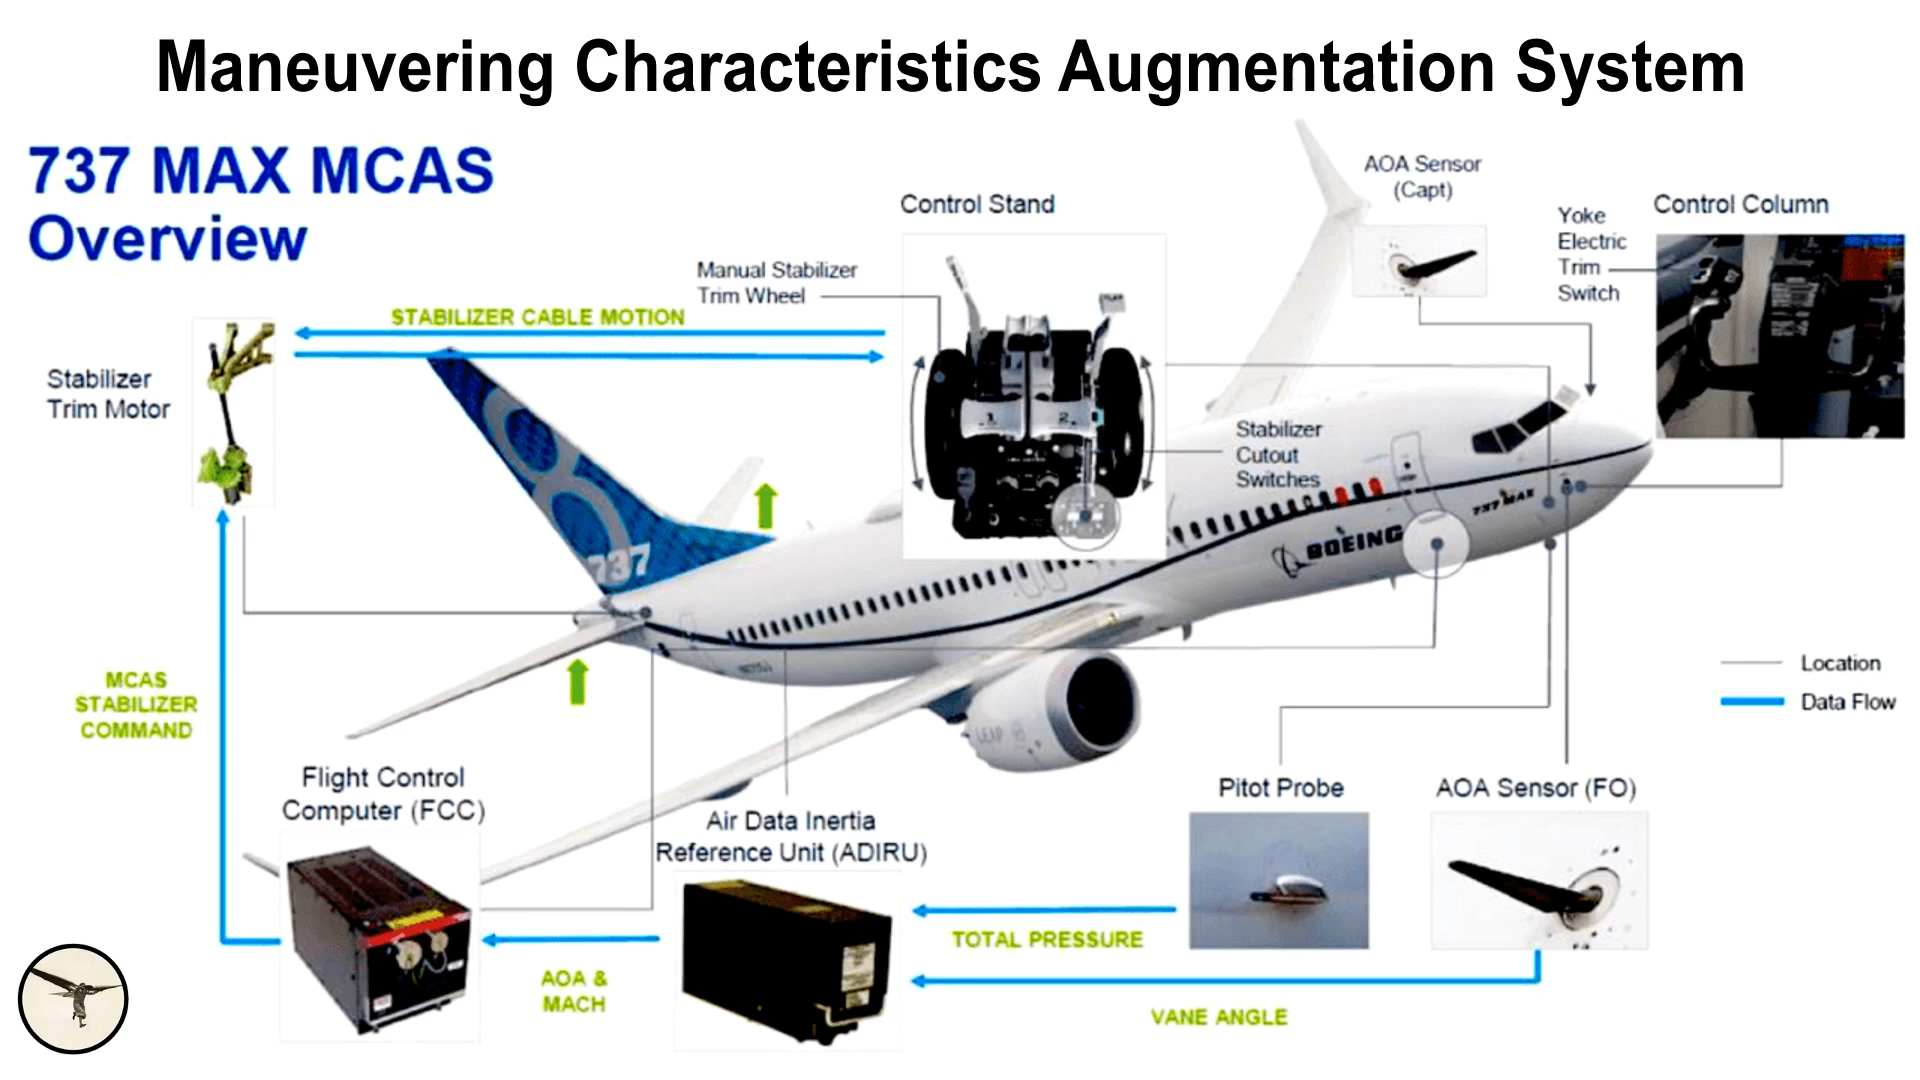 Maneuvering Characteristics Augmentation System
737 MAX MCAS
Overview
Control Stand
AOA Sensor
(Capt)
Yoke
Electric
Trim
Switch
Control Column
Manual Stabilizer
Trim Wheel
STABILIZER CABLE MOTION
Stabilizer
Trim Motor
1
2
Stabilizer
Cutout
Switches
737 MAX
BOEING
737
MCAS
STABILIZER
COMMAND
Location
Data Flow
LEAP
Flight Control
Computer (FCC)
Air Data Inertia
Reference Unit (ADIRU)
Pitot Probe
AOA Sensor (FO)
TOTAL PRESSURE
AOA &
MACH
VANE ANGLE